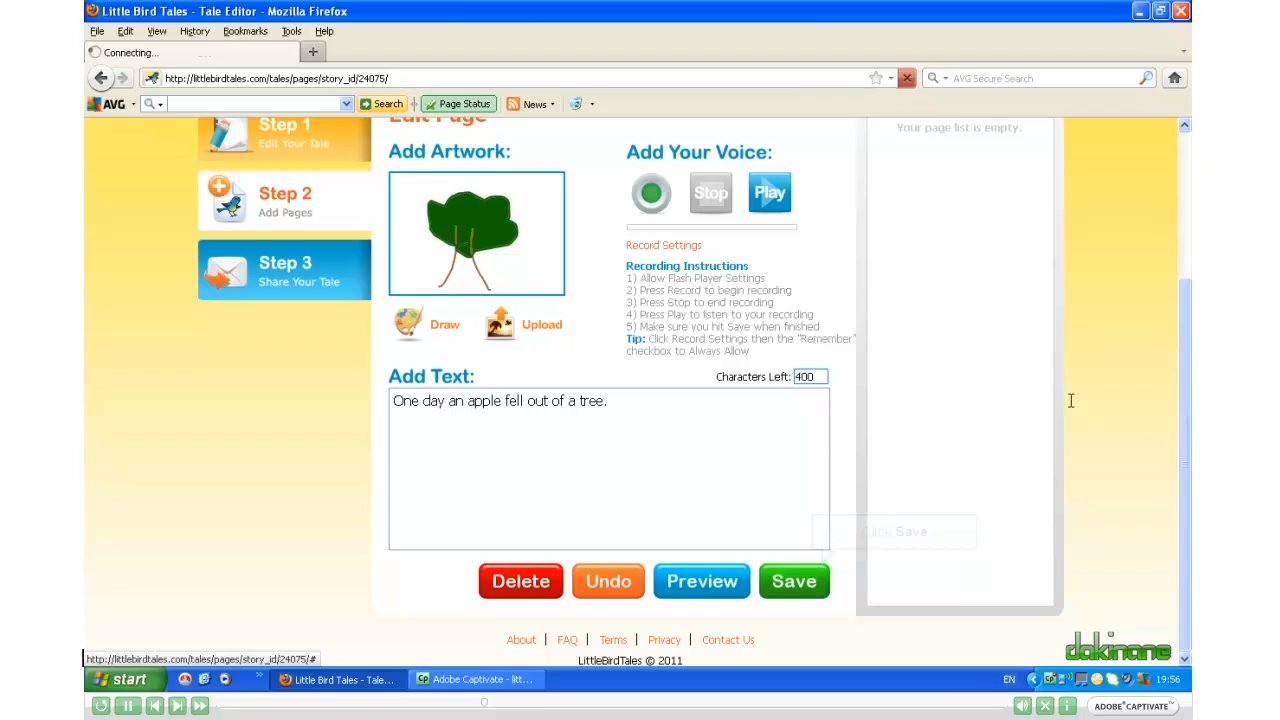 Little Bird Tales - Tale Editor - Mozilla Firefox
File Edit View History Bookmarks Tools Help
Connecting...
http://littlebirdtales.com/tales/pages/story_id/24075/
AVG Secure Search
AVG Search Page Status News
Step 1
Edit Your Tale
Step 2
Add Pages
Step 3
Share Your Tale
Edit Page
Add Artwork:
Draw Upload
Add Your Voice:
Stop Play
Record Settings
Recording Instructions
1) Allow Flash Player Settings
2) Press Record to begin recording
3) Press Stop to end recording
4) Press Play to listen to your recording
5) Make sure you hit Save when finished
Tip: Click Record Settings then the "Remember"
checkbox to Always Allow
Your page list is empty.
Add Text:
Characters Left: 400
One day an apple fell out of a tree.
Click Save
Delete Undo Preview Save
About | FAQ | Terms | Privacy | Contact Us
LittleBirdTales © 2011
dakinane
http://littlebirdtales.com/tales/pages/story_id/24075/#
start Little Bird Tales - Tale... Adobe Captivate - litt... EN 19:56
ADOBE® CAPTIVATE™